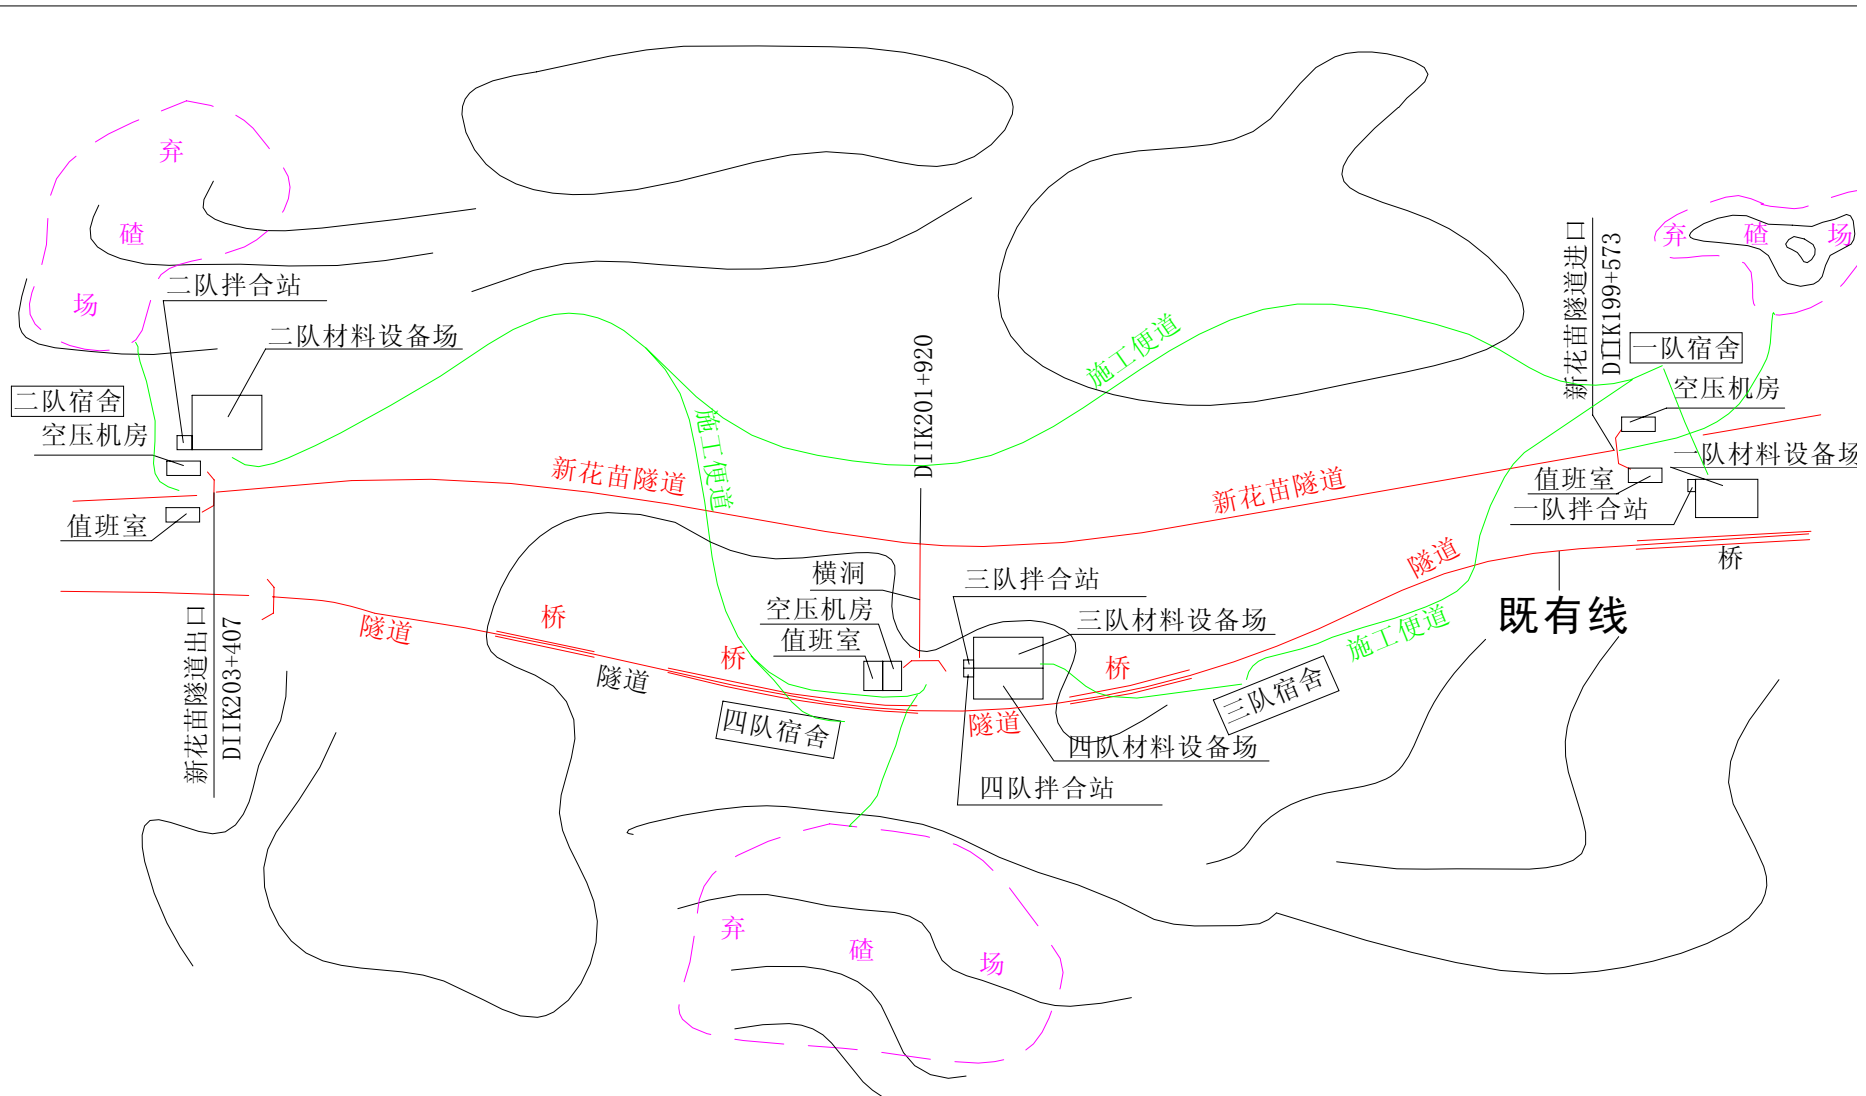 弃
碴
场
二队拌合站
二队材料设备场
二队宿舍
空压机房
值班室
新花苗隧道出口
DIIK203+407
新花苗隧道
施工便道
施工便道
DIIK201+920
新花苗隧道
新花苗隧道进口
DIIK199+573
弃 碴 场
一队宿舍
空压机房
一队材料设备场
值班室
一队拌合站
桥
既有线
隧道
施工便道
隧道
桥
隧道
桥
横洞
空压机房
值班室
三队拌合站
三队材料设备场
桥
三队宿舍
四队宿舍
隧道
四队材料设备场
四队拌合站
弃
碴
场